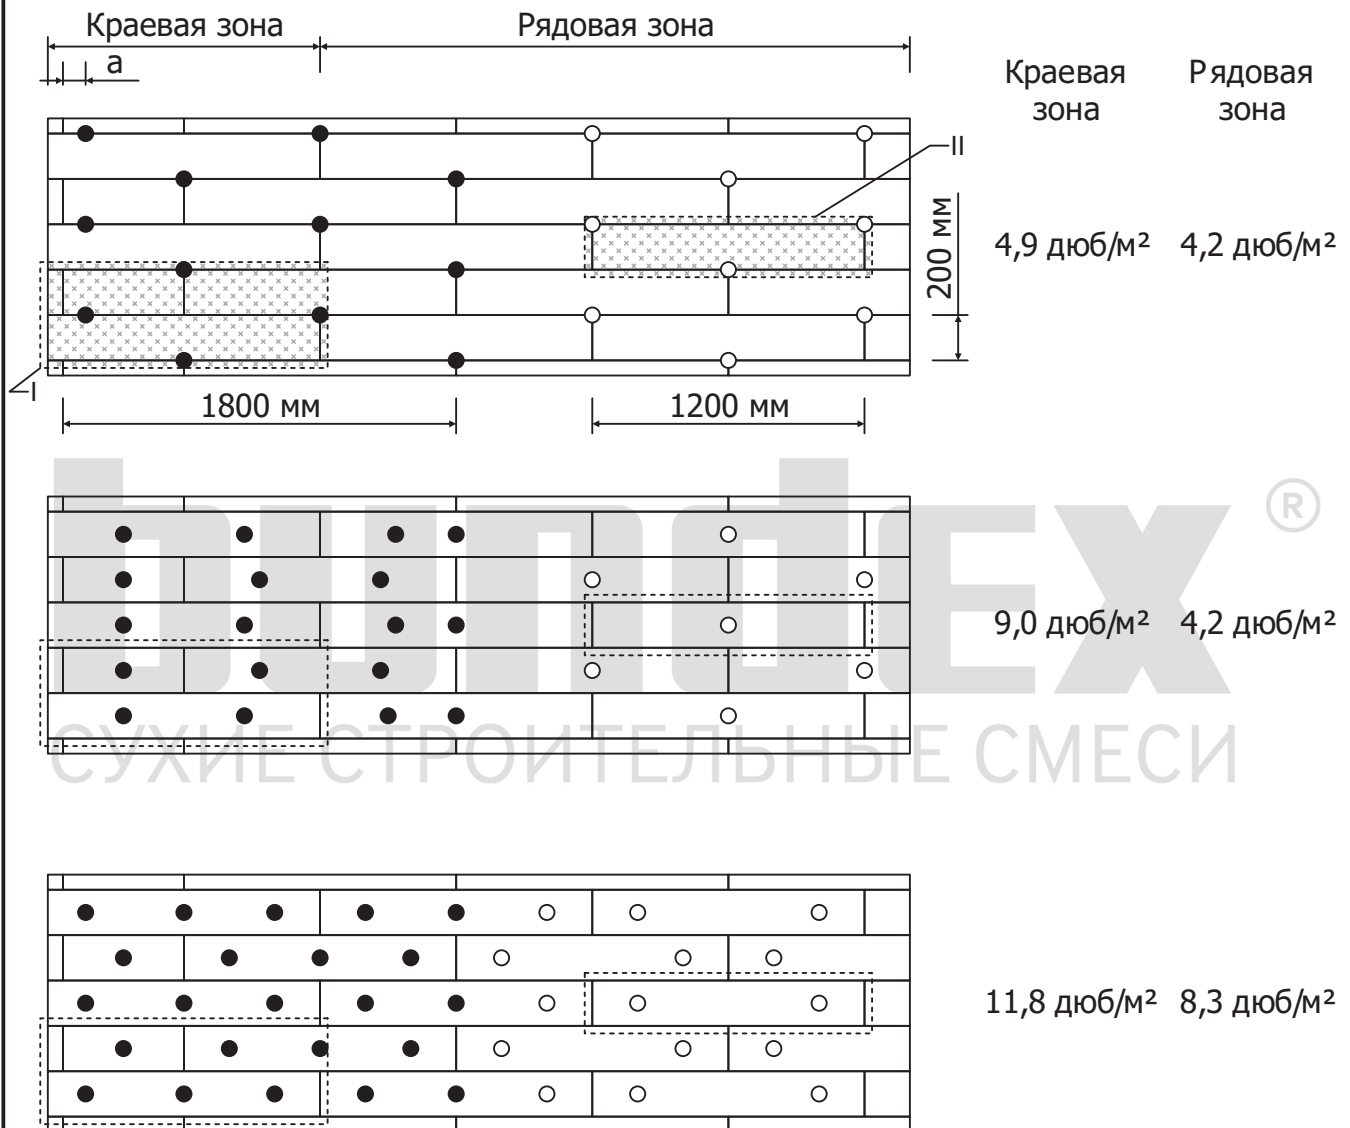 Краевая зона
Рядовая зона
a
Краевая зона
Рядовая зона
II
4,9 дюб/м² 4,2 дюб/м²
200 мм
I
1800 мм
1200 мм
bundex®
9,0 дюб/м² 4,2 дюб/м²
СУХИЕ СТРОИТЕЛЬНЫЕ СМЕСИ
11,8 дюб/м² 8,3 дюб/м²